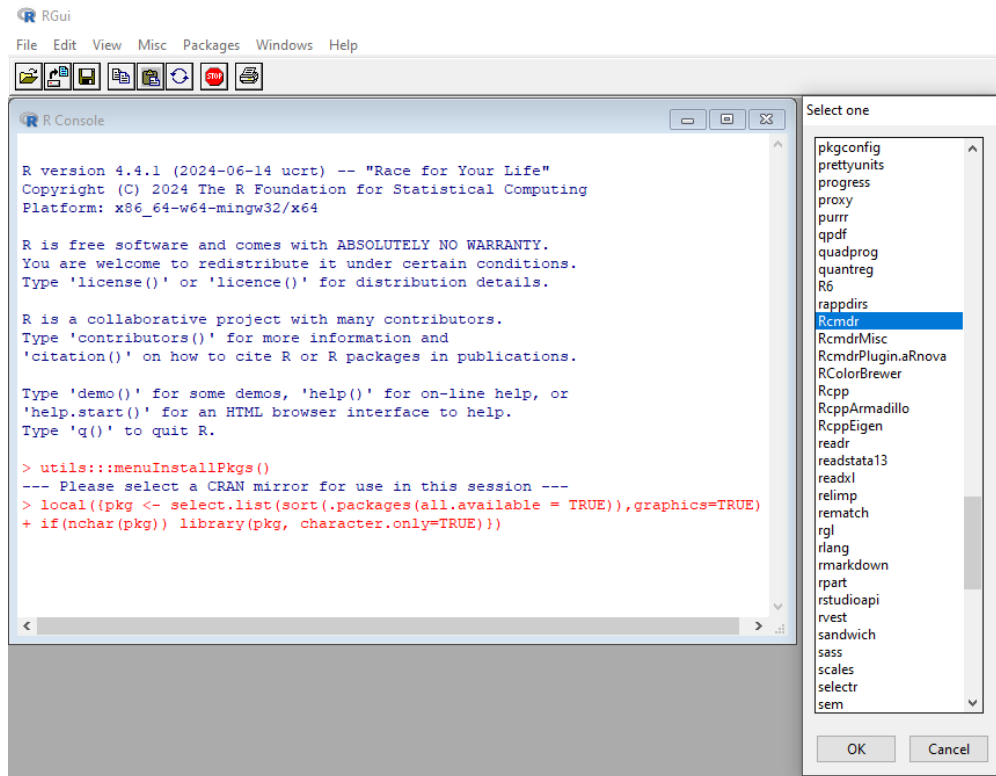 RGui
File Edit View Misc Packages Windows Help
STOP
R Console
R version 4.4.1 (2024-06-14 ucrt) -- "Race for Your Life"
Copyright (C) 2024 The R Foundation for Statistical Computing
Platform: x86_64-w64-mingw32/x64
R is free software and comes with ABSOLUTELY NO WARRANTY.
You are welcome to redistribute it under certain conditions.
Type 'license()' or 'licence()' for distribution details.
R is a collaborative project with many contributors.
Type 'contributors()' for more information and
'citation()' on how to cite R or R packages in publications.
Type 'demo()' for some demos, 'help()' for on-line help, or
'help.start()' for an HTML browser interface to help.
Type 'q()' to quit R.
> utils:::menuInstallPkgs()
--- Please select a CRAN mirror for use in this session ---
> local({pkg <- select.list(sort(.packages(all.available = TRUE)),graphics=TRUE)
+ if(nchar(pkg)) library(pkg, character.only=TRUE)})
Select one
pkgconfig
prettyunits
progress
proxy
purrr
qpdf
quadprog
quantreg
R6
rappdirs
Rcmdr
RcmdrMisc
RcmdrPlugin.aRnova
RColorBrewer
Rcpp
RcppArmadillo
RcppEigen
readr
readstata13
readxl
relimp
rematch
rgl
rlang
rmarkdown
rpart
rstudioapi
rvest
sandwich
sass
scales
selectr
sem
OK Cancel